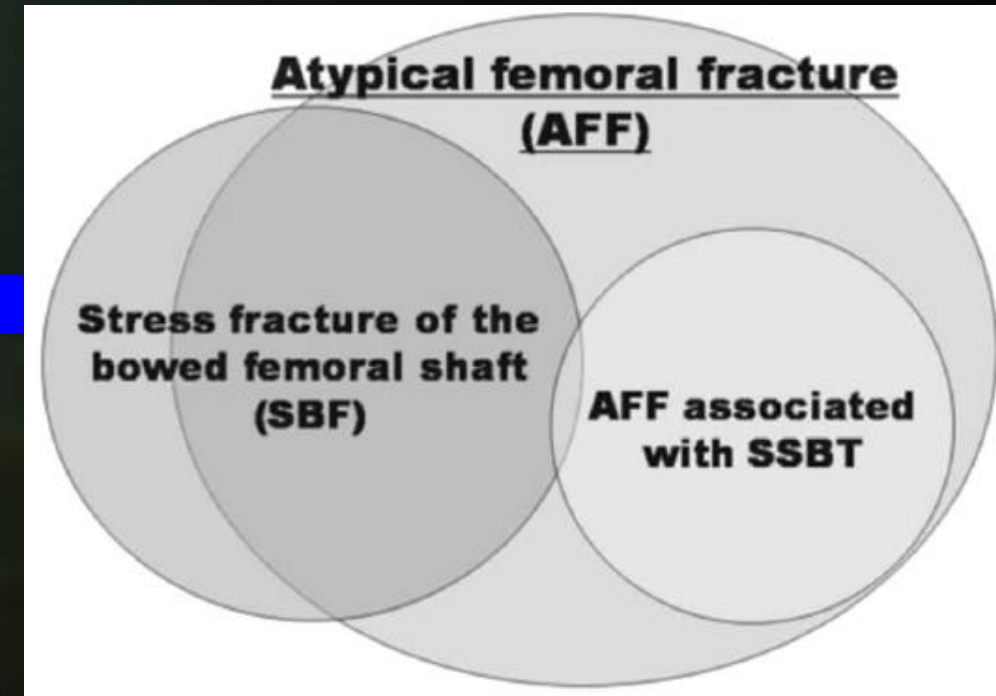 Atypical femoral fracture
(AFF)
Stress fracture of the
bowed femoral shaft
(SBF)
AFF associated
with SSBT